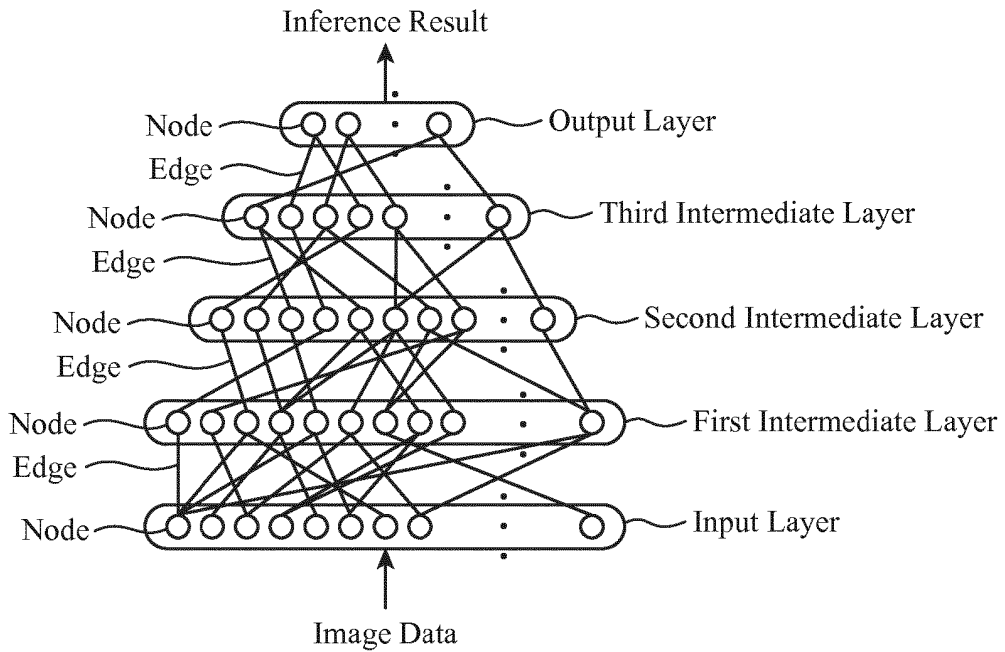 Inference Result
Node
Output Layer
Edge
Node
Third Intermediate Layer
Edge
Node
Second Intermediate Layer
Edge
Node
First Intermediate Layer
Edge
Node
Input Layer
Image Data